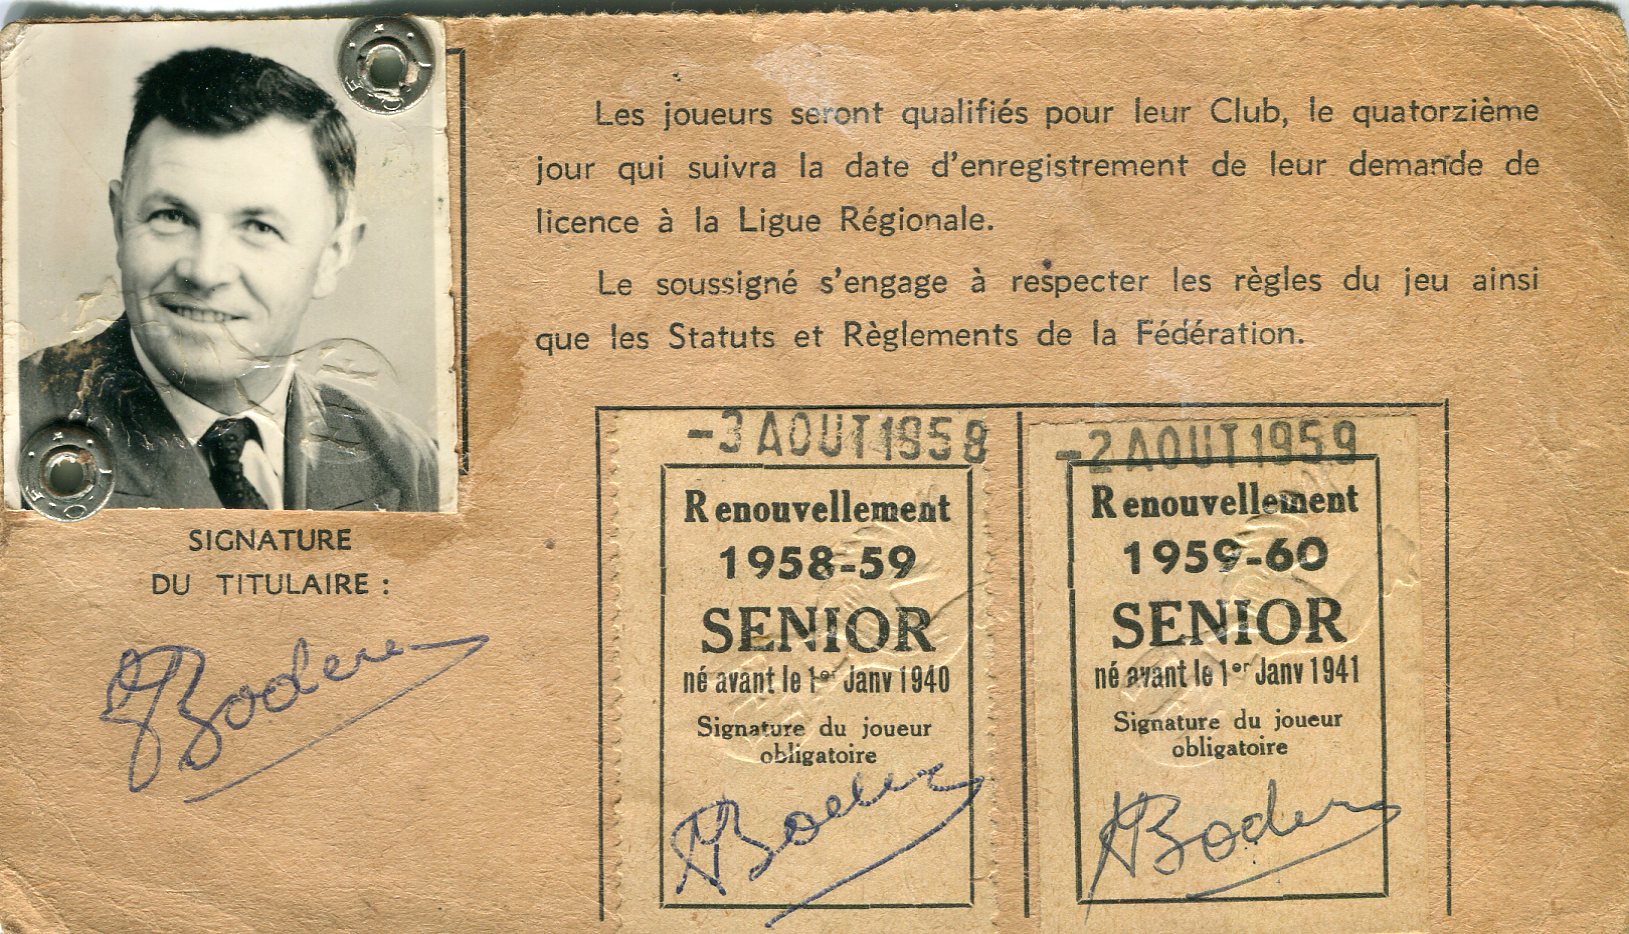 Les joueurs seront qualifiés pour leur Club, le quatorzième
jour qui suivra la date d'enregistrement de leur demande de
licence à la Ligue Régionale.
Le soussigné s'engage à respecter les règles du jeu ainsi
que les Statuts et Règlements de la Fédération.
SIGNATURE
DU TITULAIRE :
-3 AOUT 1958
Renouvellement
1958-59
SENIOR
né avant le 1er Janv 1940
Signature du joueur
obligatoire
-2 AOUT 1959
Renouvellement
1959-60
SENIOR
né avant le 1er Janv 1941
Signature du joueur
obligatoire